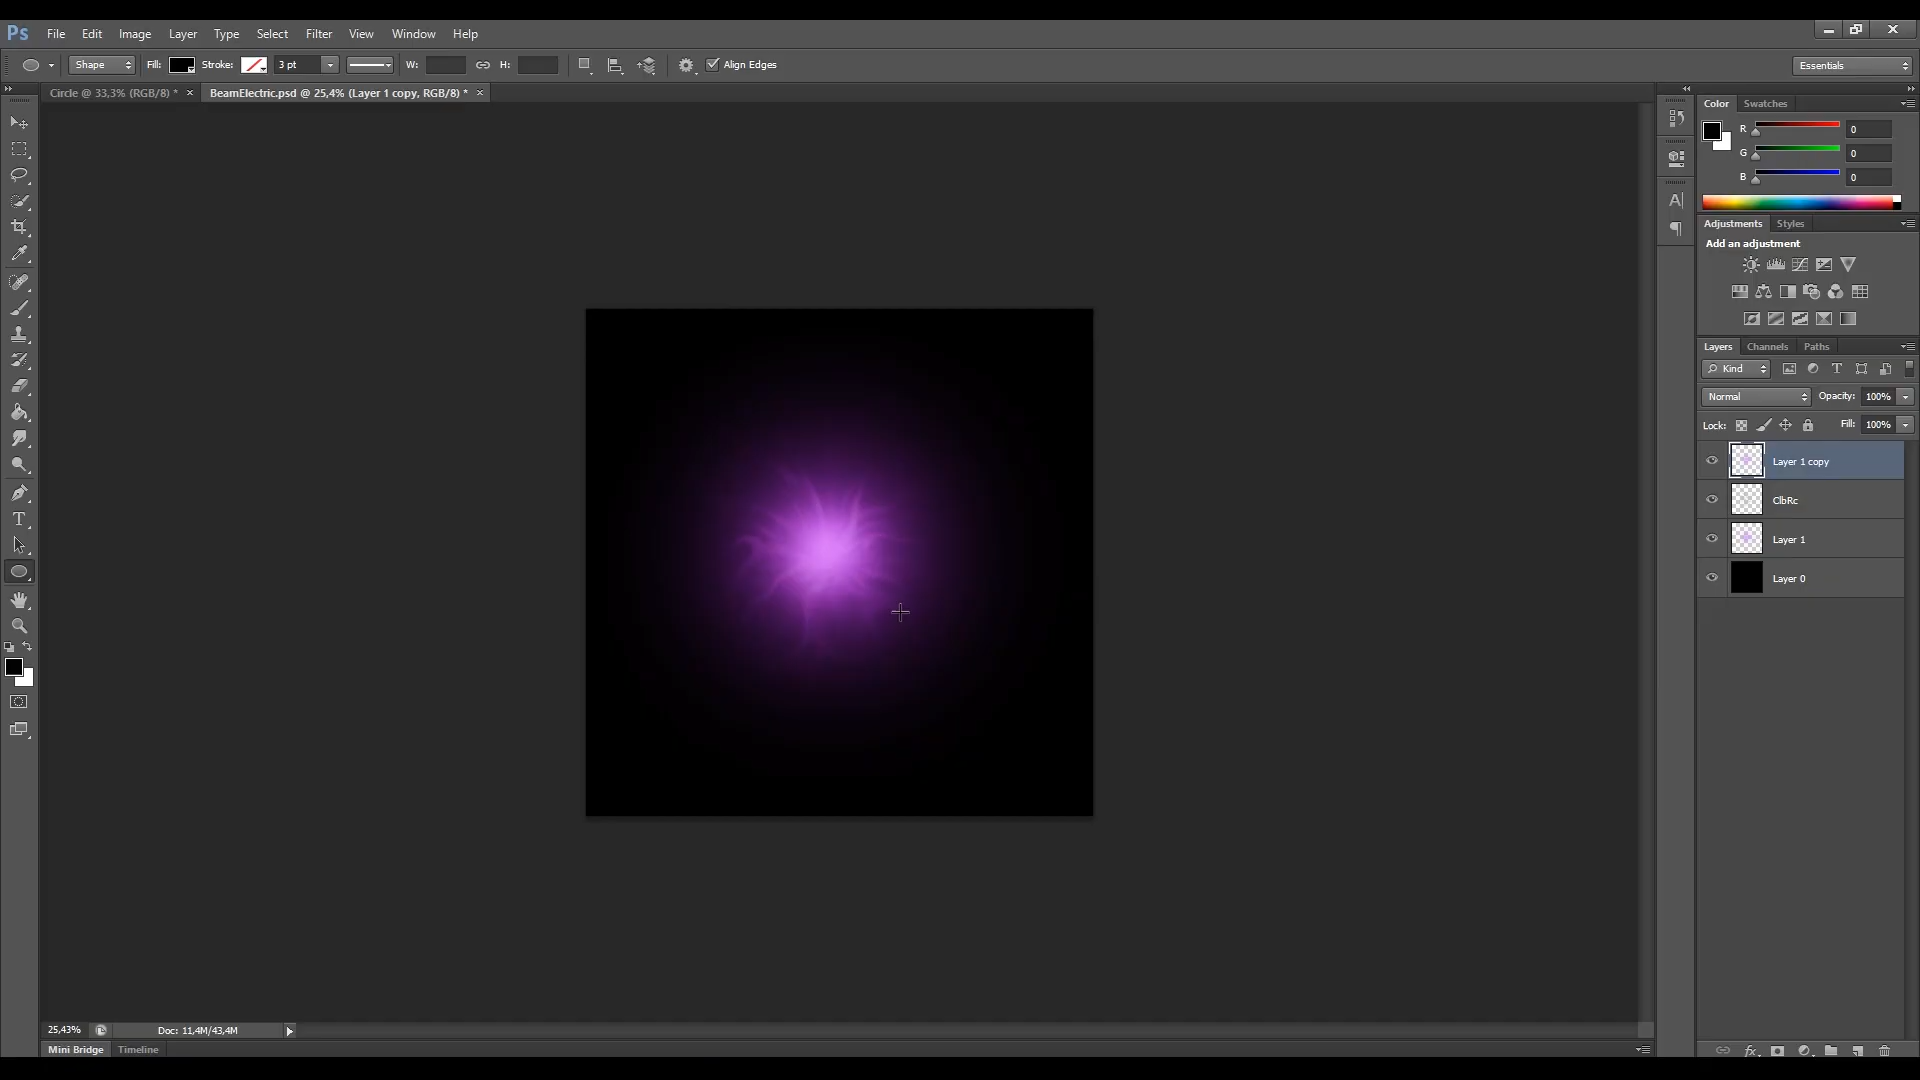 Ps File Edit Image Layer Type Select Filter View Window Help
Shape Fill: Stroke: 3 pt W: H: Align Edges Essentials
Circle @ 33,3% (RGB/8) * × BeamElectric.psd @ 25,4% (Layer 1 copy, RGB/8) * ×
Color Swatches
R 0
G 0
B 0
Adjustments Styles
Add an adjustment
Layers Channels Paths
Kind
Normal Opacity: 100%
Lock: Fill: 100%
Layer 1 copy
ClbRc
Layer 1
Layer 0
25,43% Doc: 11,4M/43,4M
Mini Bridge Timeline